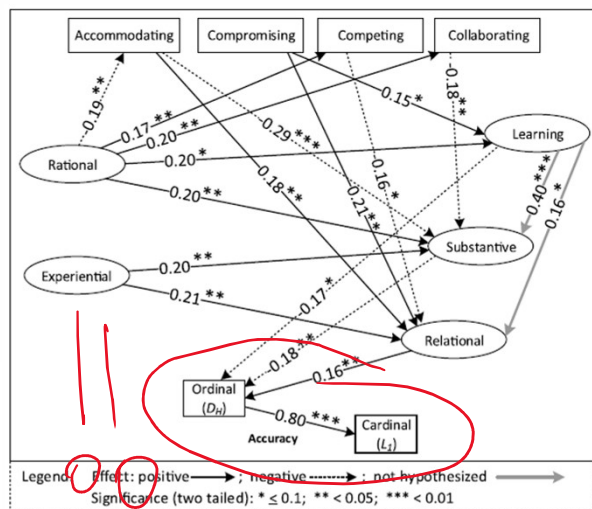 Accommodating Compromising Competing Collaborating
-0.19 **
0.17 **
0.20 **
-0.18 **
0.15 *
Learning
-0.29 ***
Rational
0.20 *
-0.16 *
0.40 ***
0.16 *
0.18 **
0.20 **
0.21 **
Substantive
Experiential
0.20 **
0.21 **
-0.17 *
Relational
-0.18 **
0.16 **
Ordinal
(D_H)
0.80 ***
Cardinal
(L_1)
Accuracy
Legend: Effect: positive ; negative ; not hypothesized
Significance (two tailed): * ≤ 0.1; ** < 0.05; *** < 0.01